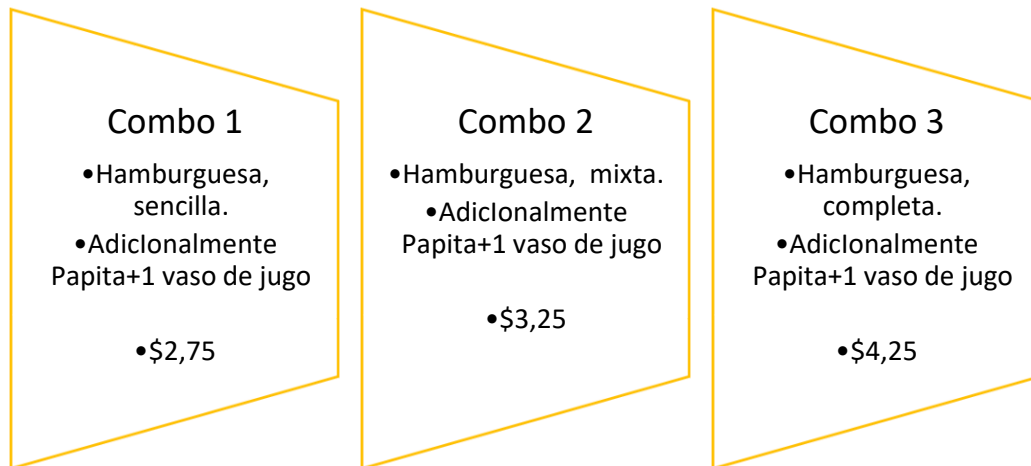 Combo 1
•Hamburguesa,
sencilla.
•AdicIonalmente
Papita+1 vaso de jugo
•$2,75
Combo 2
•Hamburguesa, mixta.
•AdicIonalmente
Papita+1 vaso de jugo
•$3,25
Combo 3
•Hamburguesa,
completa.
•AdicIonalmente
Papita+1 vaso de jugo
•$4,25